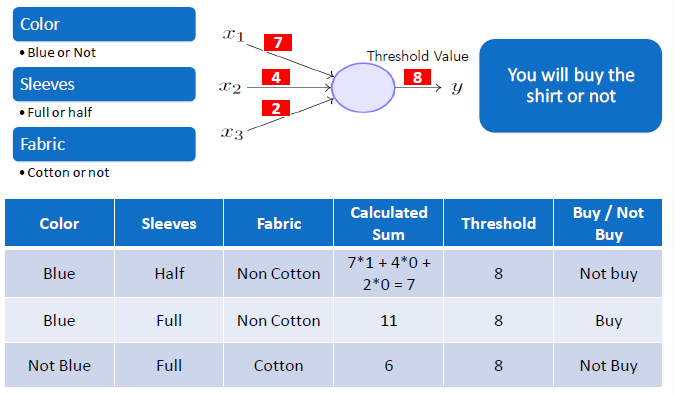 Color
• Blue or Not
Sleeves
• Full or half
Fabric
• Cotton or not
x1
7
x2
4
x3
2
Threshold Value
8
y
You will buy the
shirt or not
Color Sleeves Fabric Calculated Sum Threshold Buy / Not Buy
Blue Half Non Cotton 7*1 + 4*0 + 2*0 = 7 8 Not buy
Blue Full Non Cotton 11 8 Buy
Not Blue Full Cotton 6 8 Not Buy